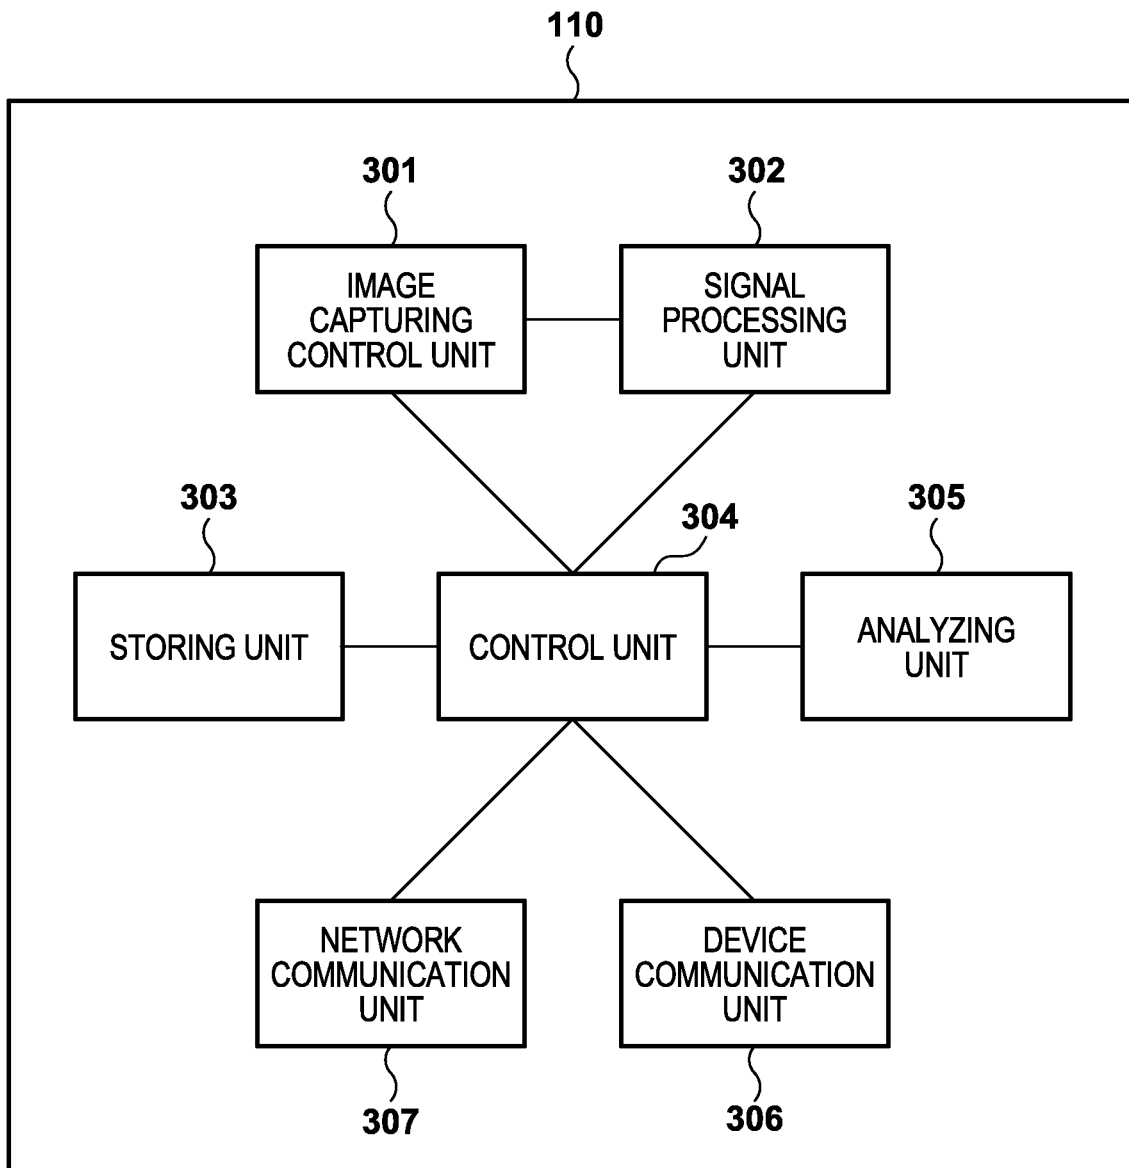 110
301
302
IMAGE
CAPTURING
CONTROL UNIT
SIGNAL
PROCESSING
UNIT
303
304
305
STORING UNIT
CONTROL UNIT
ANALYZING
UNIT
NETWORK
COMMUNICATION
UNIT
DEVICE
COMMUNICATION
UNIT
307
306